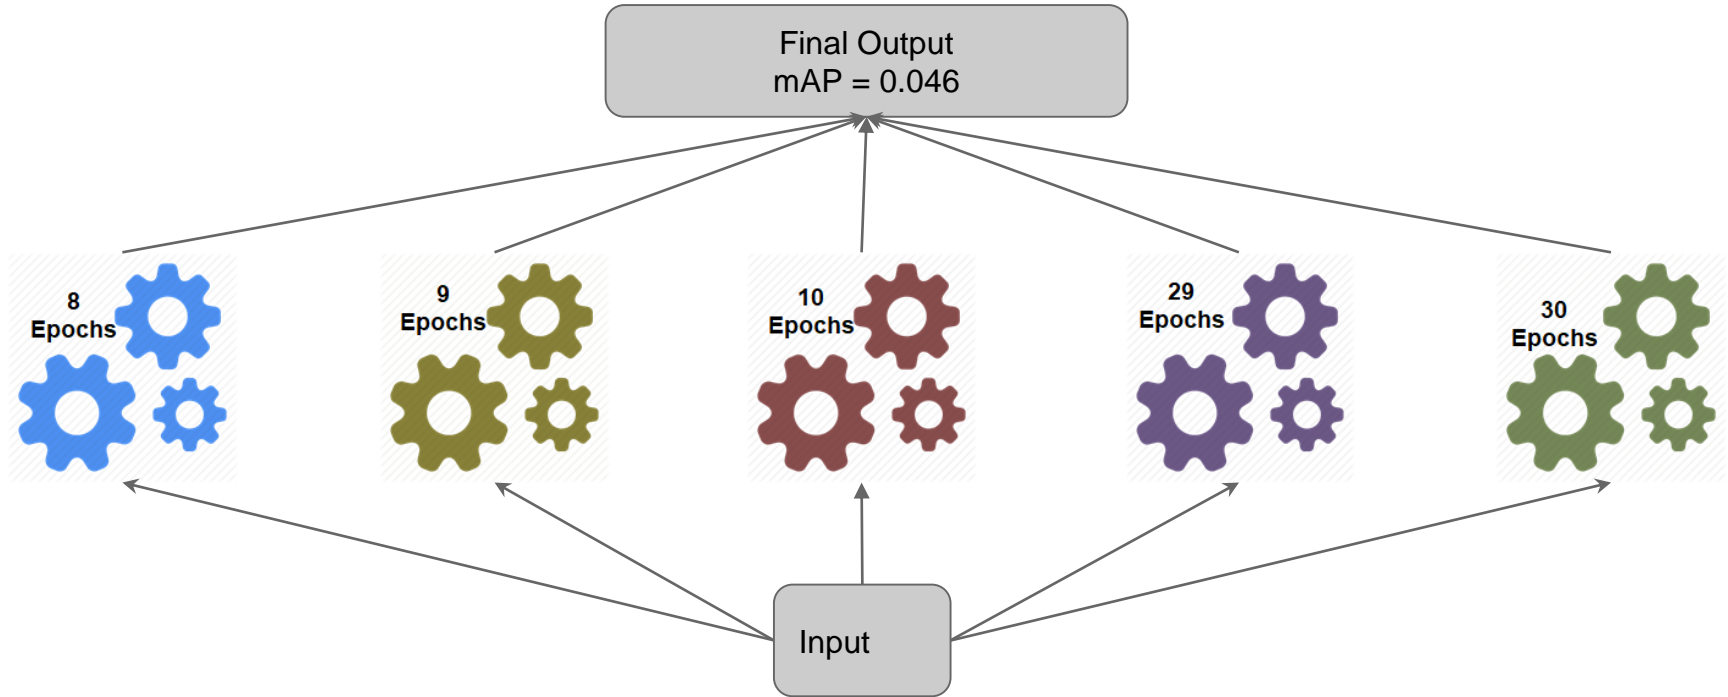 Final Output
mAP = 0.046
8
Epochs
9
Epochs
10
Epochs
29
Epochs
30
Epochs
Input